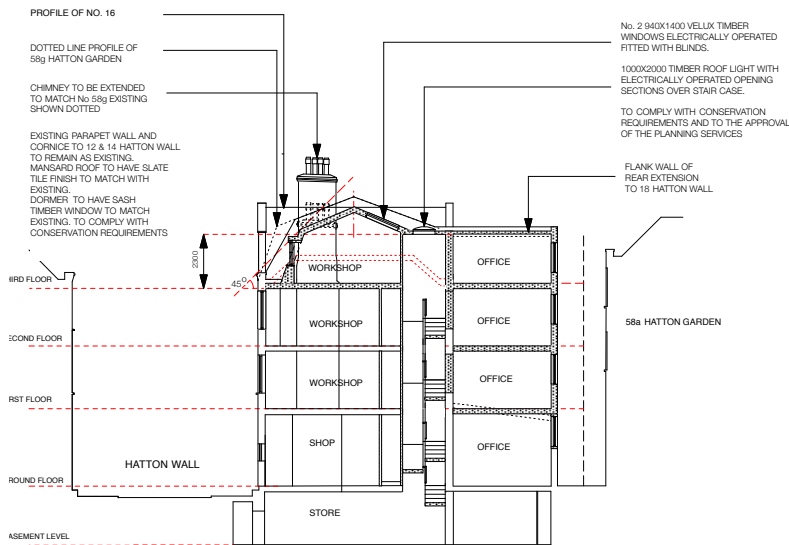 PROFILE OF NO. 16
DOTTED LINE PROFILE OF
58g HATTON GARDEN
CHIMNEY TO BE EXTENDED
TO MATCH No 58g EXISTING
SHOWN DOTTED
EXISTING PARAPET WALL AND
CORNICE TO 12 & 14 HATTON WALL
TO REMAIN AS EXISTING.
MANSARD ROOF TO HAVE SLATE
TILE FINISH TO MATCH WITH
EXISTING.
DORMER TO HAVE SASH
TIMBER WINDOW TO MATCH
EXISTING. TO COMPLY WITH
CONSERVATION REQUIREMENTS
No. 2 940X1400 VELUX TIMBER
WINDOWS ELECTRICALLY OPERATED
FITTED WITH BLINDS.
1000X2000 TIMBER ROOF LIGHT WITH
ELECTRICALLY OPERATED OPENING
SECTIONS OVER STAIR CASE.
TO COMPLY WITH CONSERVATION
REQUIREMENTS AND TO THE APPROVAL
OF THE PLANNING SERVICES
FLANK WALL OF
REAR EXTENSION
TO 18 HATTON WALL
2300
45°
HIRD FLOOR
WORKSHOP
OFFICE
ECOND FLOOR
WORKSHOP
OFFICE
58a HATTON GARDEN
IRST FLOOR
WORKSHOP
OFFICE
SHOP
OFFICE
HATTON WALL
ROUND FLOOR
STORE
ASEMENT LEVEL